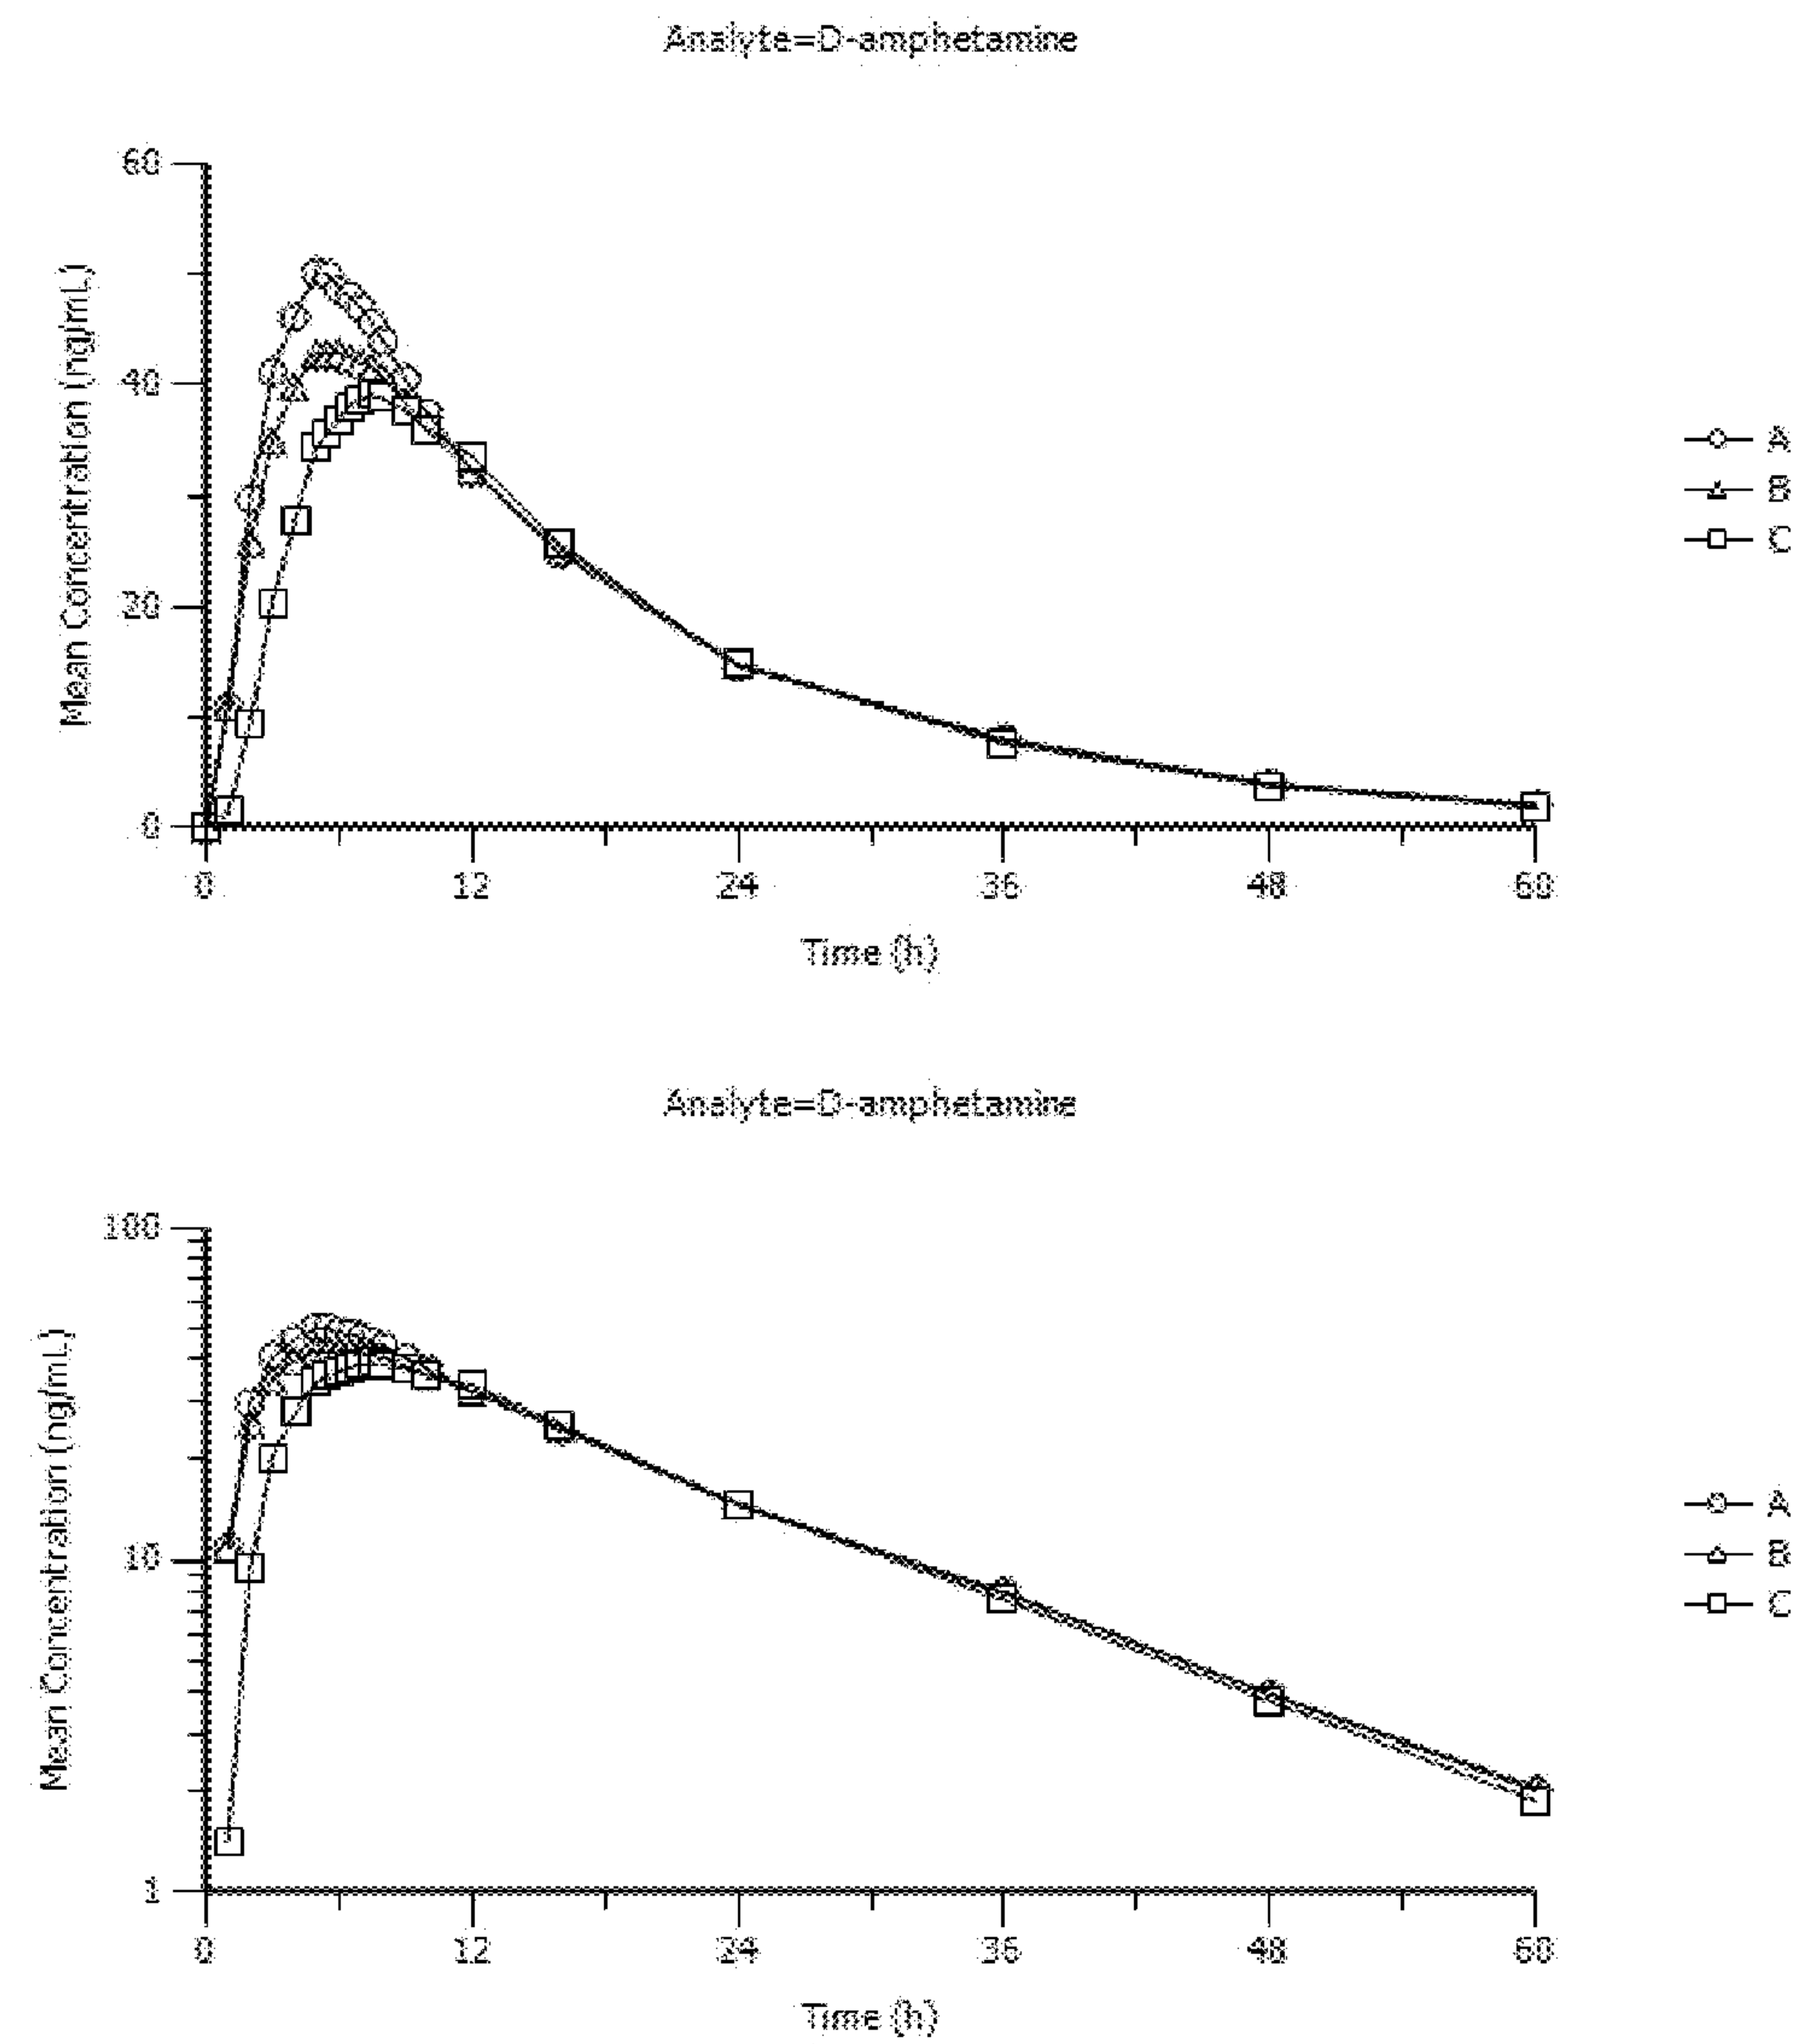 Analyte=D-amphetamine
60
40
20
0
Mean Concentration (ng/mL)
0 12 24 36 48 60
Time (h)
A
B
C
Analyte=D-amphetamine
100
10
1
Mean Concentration (ng/mL)
0 12 24 36 48 60
Time (h)
A
B
C